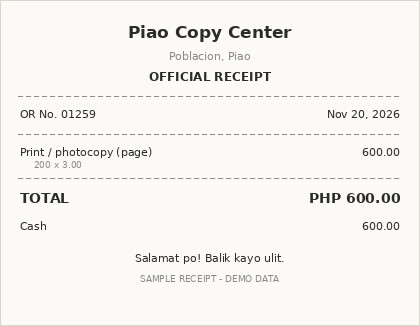 Piao Copy Center
Poblacion, Piao
OFFICIAL RECEIPT
OR No. 01259 Nov 20, 2026
Print / photocopy (page) 600.00
200 x 3.00
TOTAL PHP 600.00
Cash 600.00
Salamat po! Balik kayo ulit.
SAMPLE RECEIPT - DEMO DATA